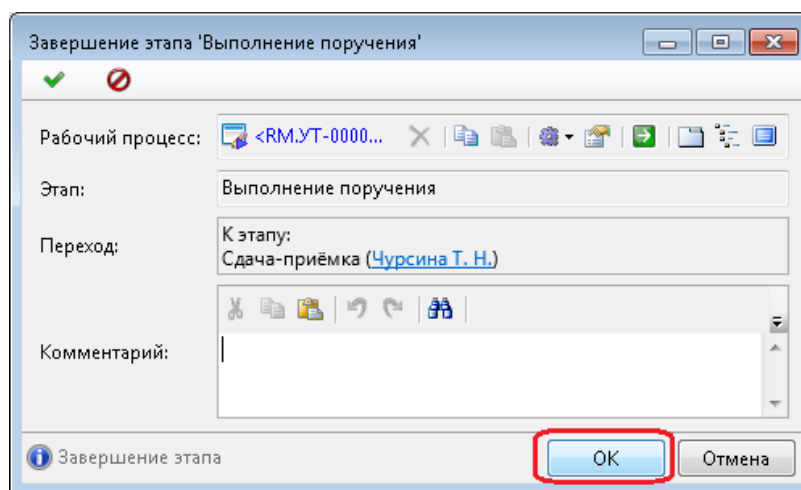 Завершение этапа 'Выполнение поручения'
Рабочий процесс: <RM.УТ-0000...
Этап: Выполнение поручения
Переход: К этапу:
Сдача-приёмка (Чурсина Т. Н.)
Комментарий:
Завершение этапа OK Отмена